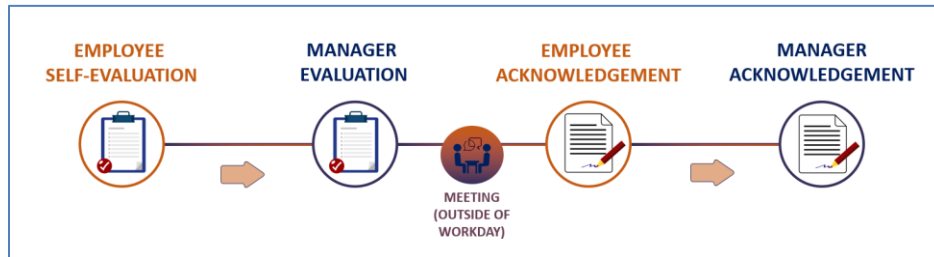 EMPLOYEE
SELF-EVALUATION
MANAGER
EVALUATION
MEETING
(OUTSIDE OF
WORKDAY)
EMPLOYEE
ACKNOWLEDGEMENT
MANAGER
ACKNOWLEDGEMENT